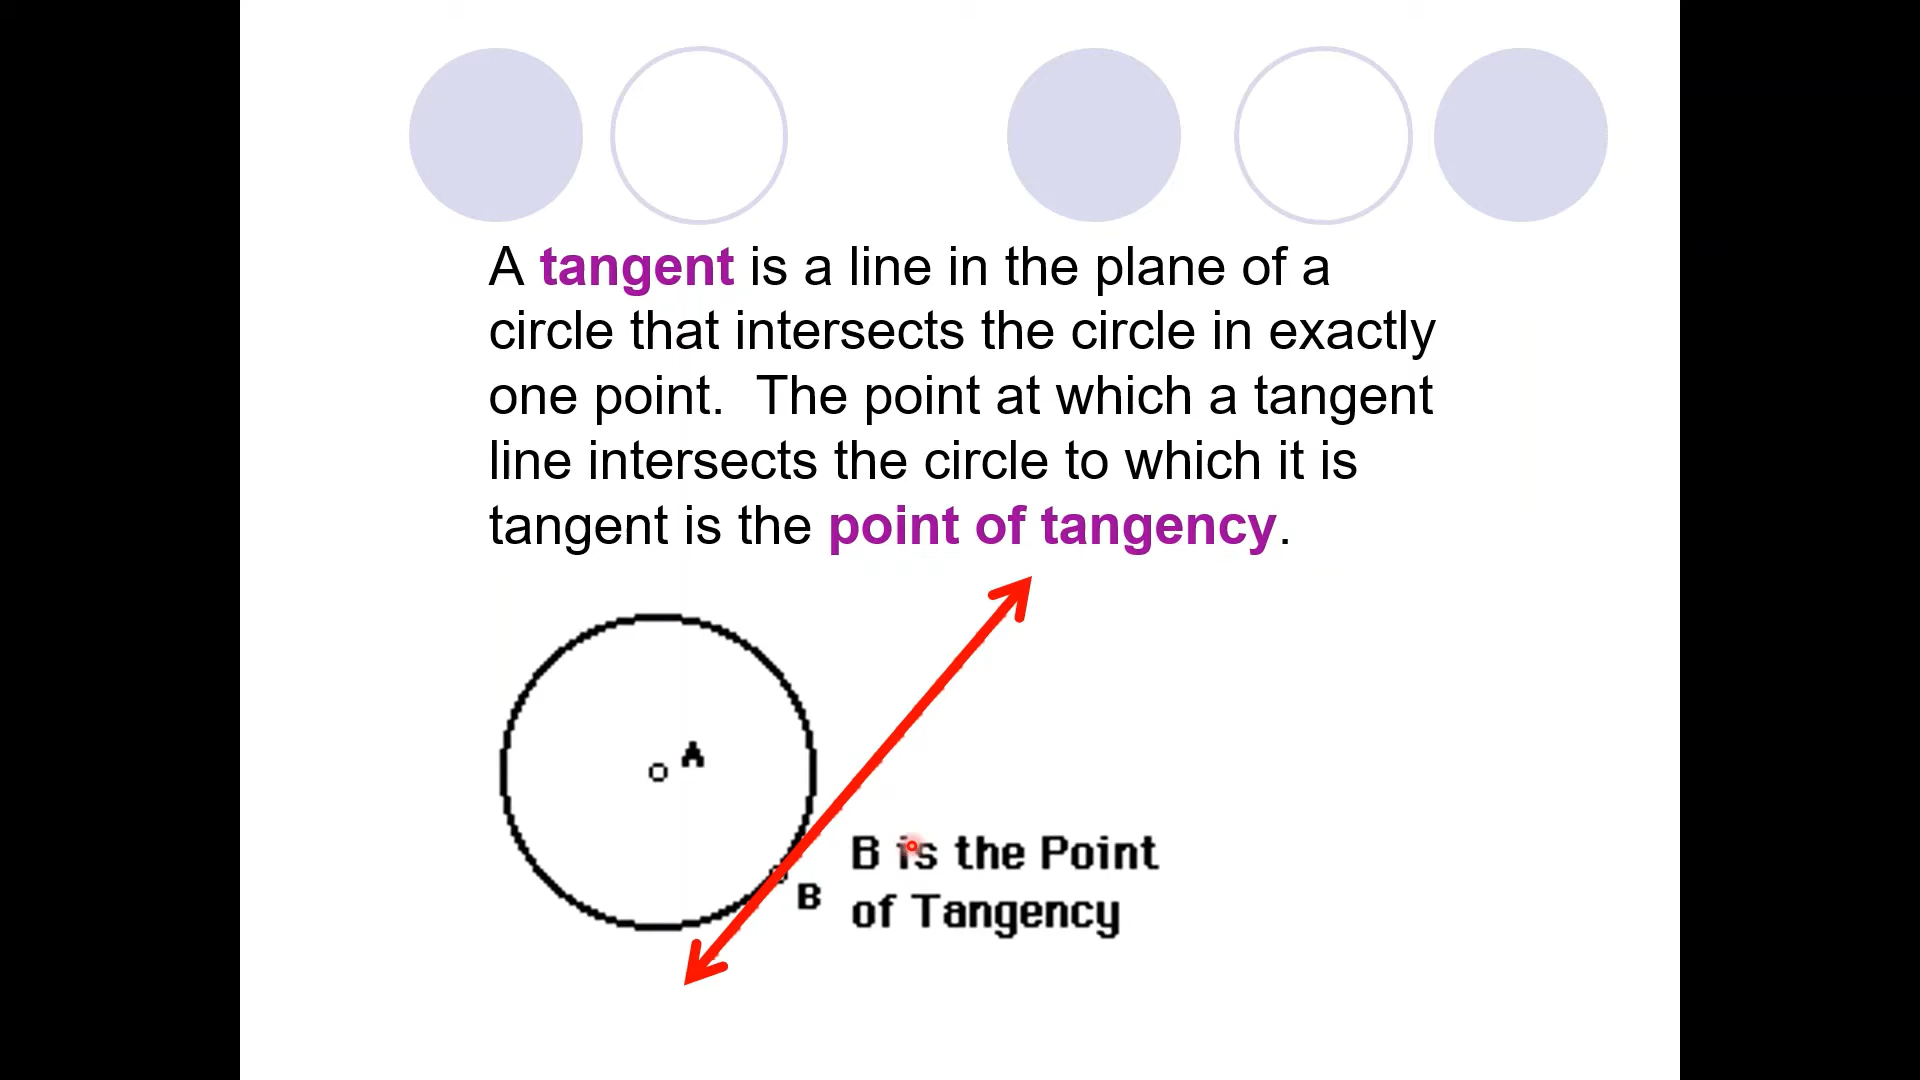 A tangent is a line in the plane of a
circle that intersects the circle in exactly
one point.  The point at which a tangent
line intersects the circle to which it is
tangent is the point of tangency.
A
B is the Point
B
of Tangency